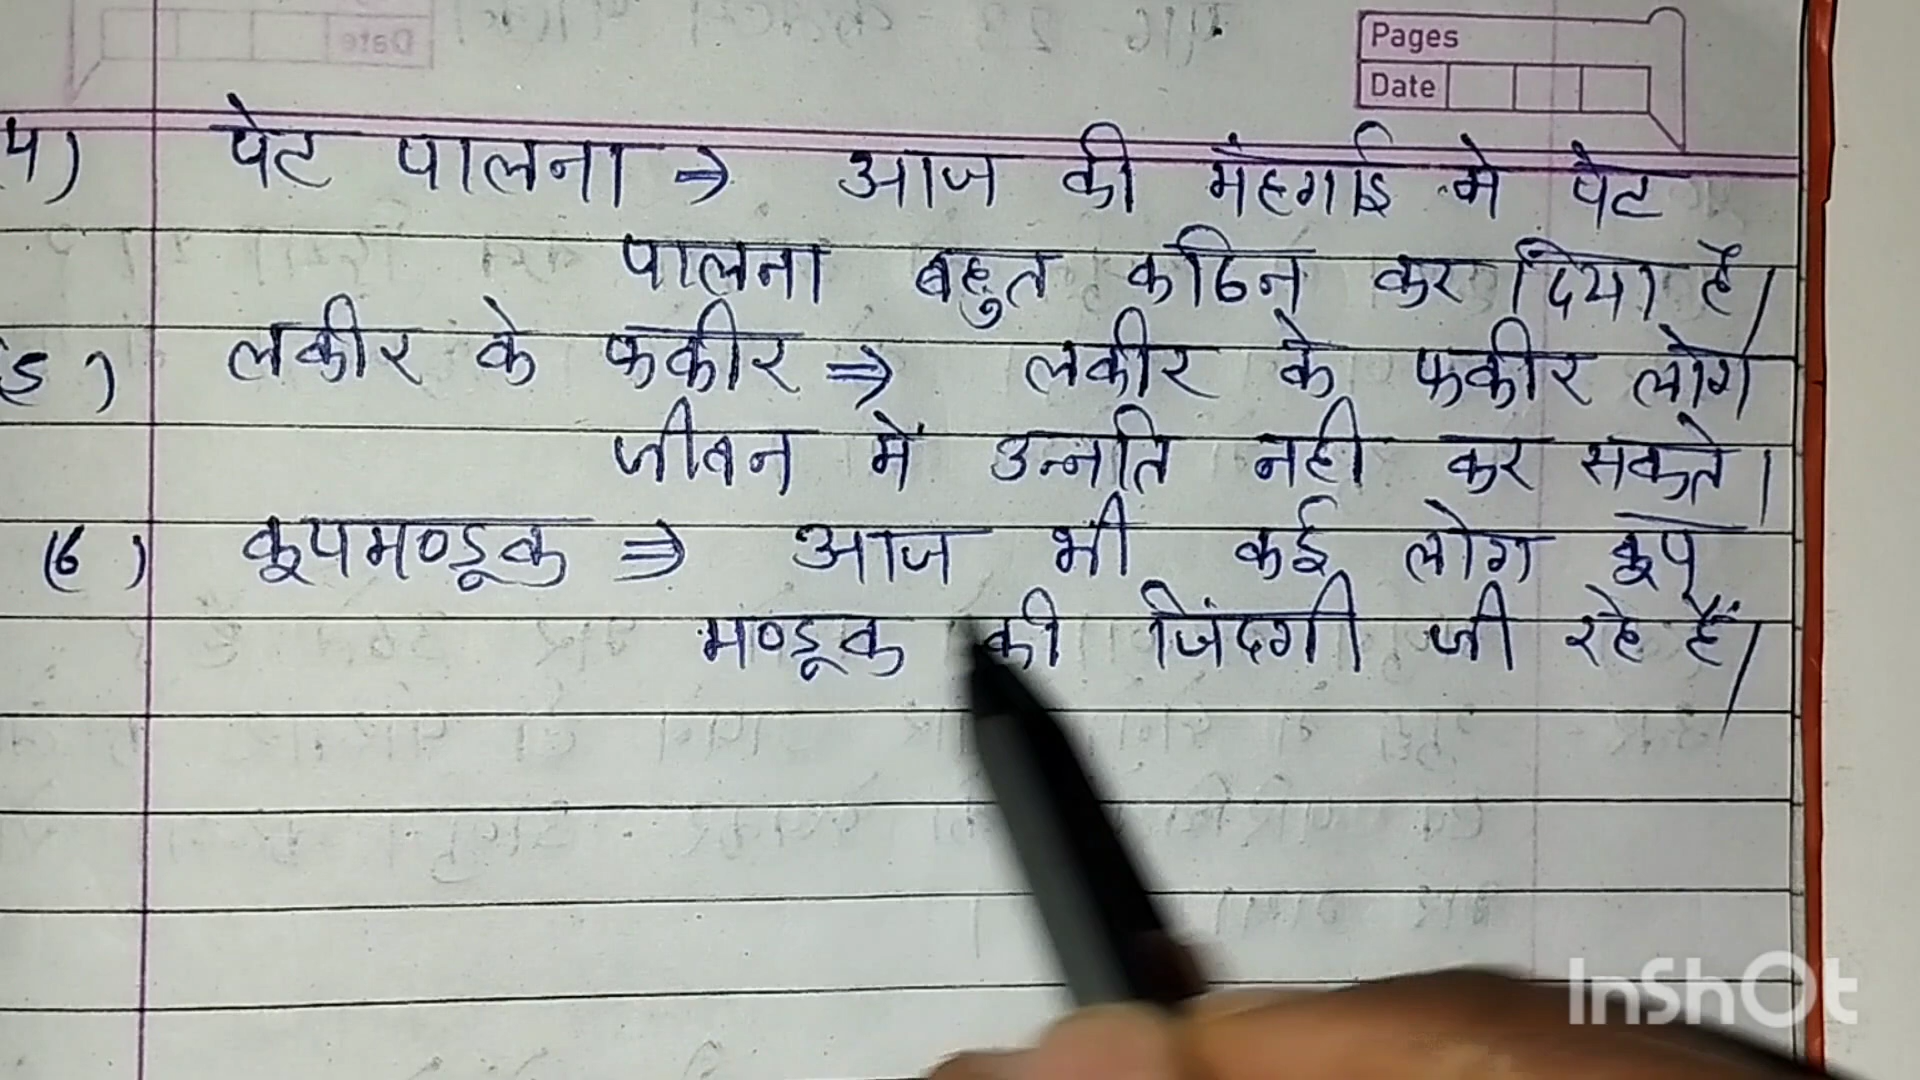 Pages
Date
4) पेट पालना ⇒ आज की मंहगाई मे पेट
पालना बहुत कठिन कर दिया है।
5) लकीर के फकीर ⇒ लकीर के फकीर लोग
जीवन में उन्नति नही कर सकते।
(6) कूपमण्डूक ⇒ आज भी कई लोग कूप
मण्डूक की जिंदगी जी रहे हैं।
InShOt